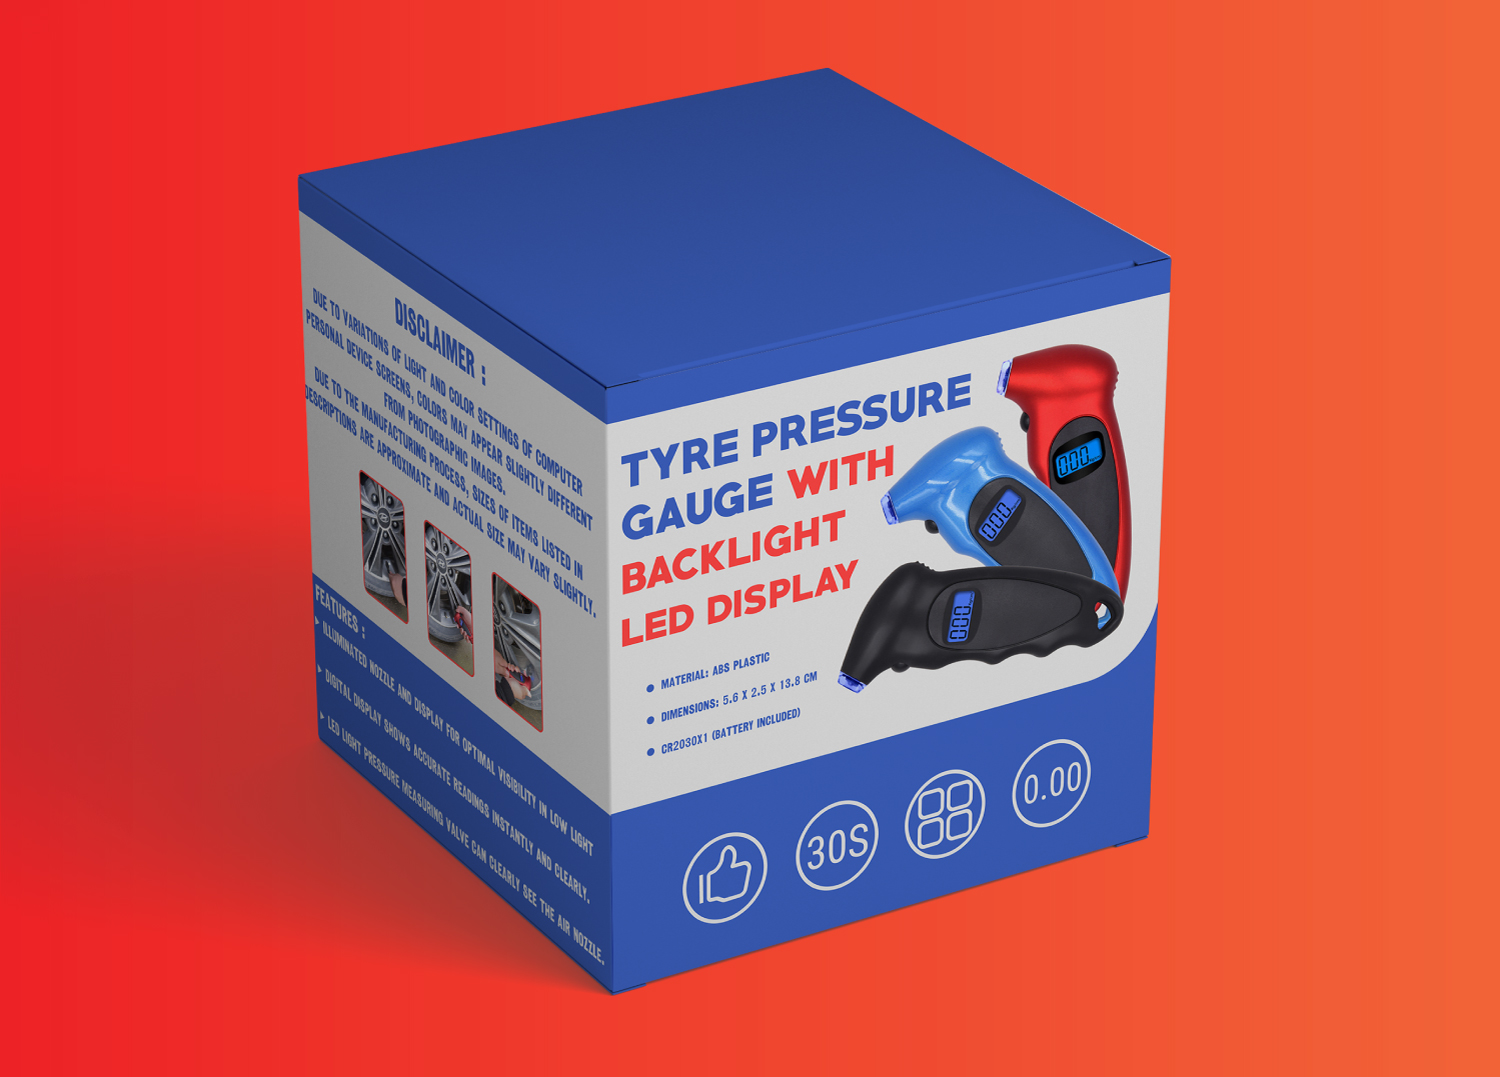 DISCLAIMER :
DUE TO VARIATIONS OF LIGHT AND COLOR SETTINGS OF COMPUTER
PERSONAL DEVICE SCREENS, COLORS MAY APPEAR SLIGHTLY DIFFERENT
FROM PHOTOGRAPHIC IMAGES.
DUE TO THE MANUFACTURING PROCESS, SIZES OF ITEMS LISTED IN
DESCRIPTIONS ARE APPROXIMATE AND ACTUAL SIZE MAY VARY SLIGHTLY.
FEATURES :
ILLUMINATED NOZZLE AND DISPLAY FOR OPTIMAL VISIBILITY IN LOW LIGHT
DIGITAL DISPLAY SHOWS ACCURATE READINGS INSTANTLY AND CLEARLY.
LED LIGHT PRESSURE MEASURING VALVE CAN CLEARLY SEE THE AIR NOZZLE.
TYRE PRESSURE
GAUGE WITH
BACKLIGHT
LED DISPLAY
MATERIAL: ABS PLASTIC
DIMENSIONS: 5.6 X 2.5 X 13.8 CM
CR2030X1 (BATTERY INCLUDED)
000
000
000
30S
0.00